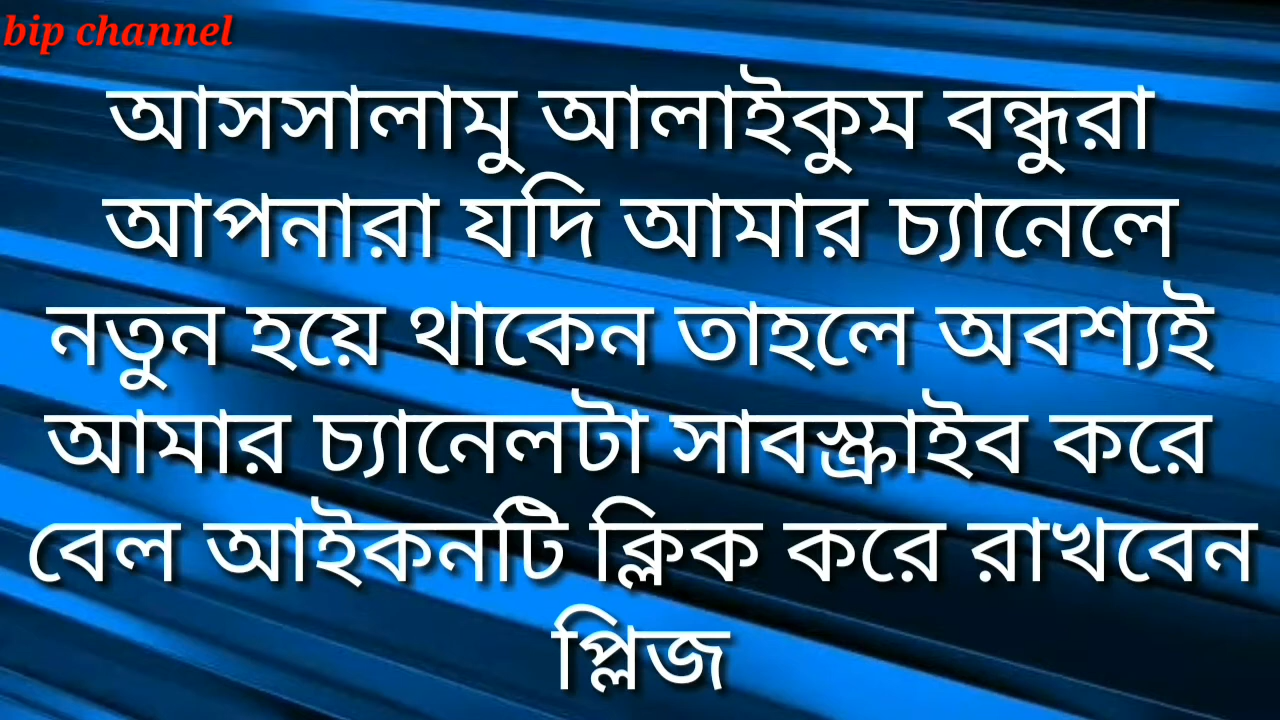 bip channel
আসসালামু আলাইকুম বন্ধুরা
আপনারা যদি আমার চ্যানেলে
নতুন হয়ে থাকেন তাহলে অবশ্যই
আমার চ্যানেলটা সাবস্ক্রাইব করে
বেল আইকনটি ক্লিক করে রাখবেন
প্লিজ